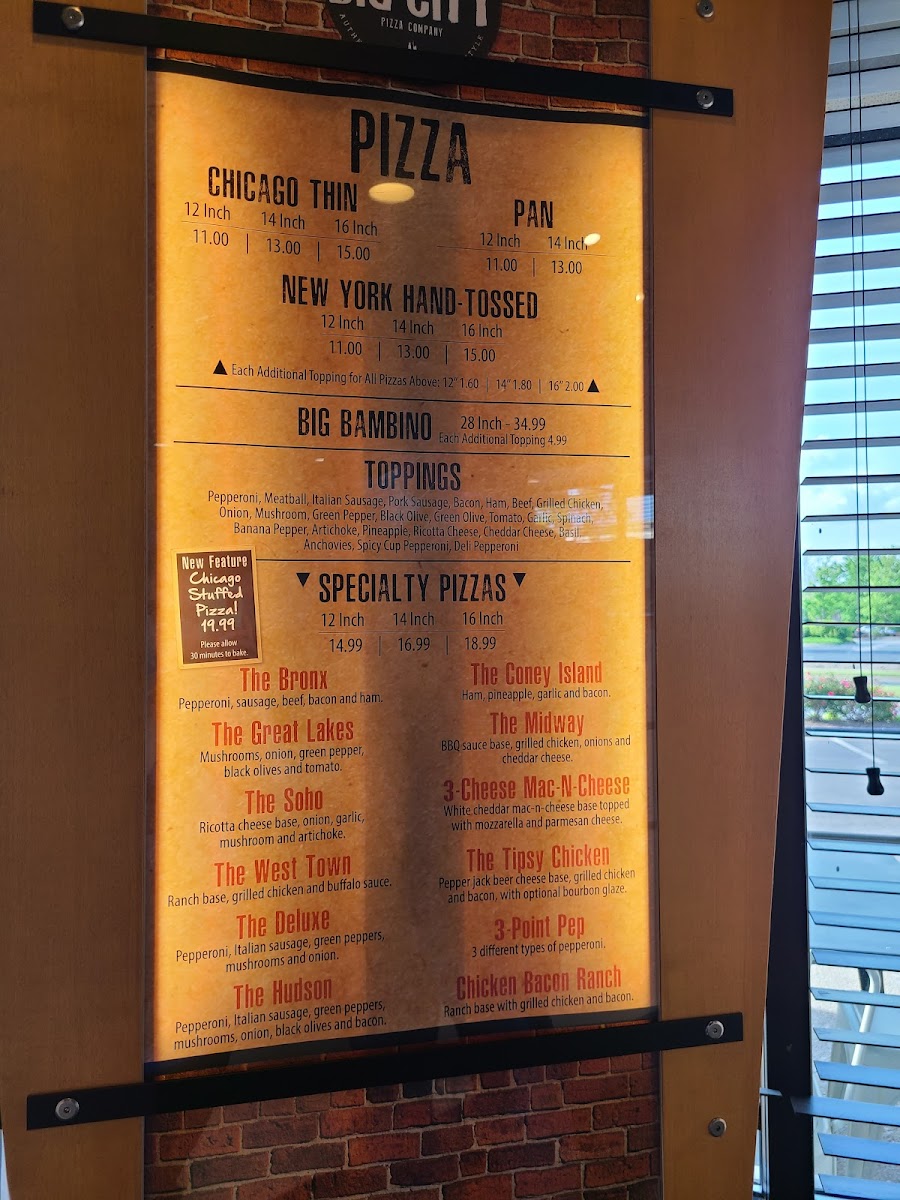 PIZZA COMPANY
PIZZA
CHICAGO THIN
12 Inch 14 Inch 16 Inch
11.00 | 13.00 | 15.00
PAN
12 Inch 14 Inch
11.00 | 13.00
NEW YORK HAND-TOSSED
12 Inch 14 Inch 16 Inch
11.00 | 13.00 | 15.00
▲ Each Additional Topping for All Pizzas Above: 12" 1.60 | 14" 1.80 | 16" 2.00 ▲
BIG BAMBINO 28 Inch - 34.99
Each Additional Topping 4.99
TOPPINGS
Pepperoni, Meatball, Italian Sausage, Pork Sausage, Bacon, Ham, Beef, Grilled Chicken,
Onion, Mushroom, Green Pepper, Black Olive, Green Olive, Tomato, Garlic, Spinach,
Banana Pepper, Artichoke, Pineapple, Ricotta Cheese, Cheddar Cheese, Basil,
Anchovies, Spicy Cup Pepperoni, Deli Pepperoni
New Feature
Chicago
Stuffed
Pizza!
19.99
Please allow
30 minutes to bake.
▼ SPECIALTY PIZZAS ▼
12 Inch 14 Inch 16 Inch
14.99 | 16.99 | 18.99
The Bronx
Pepperoni, sausage, beef, bacon and ham.
The Great Lakes
Mushrooms, onion, green pepper,
black olives and tomato.
The Soho
Ricotta cheese base, onion, garlic,
mushroom and artichoke.
The West Town
Ranch base, grilled chicken and buffalo sauce.
The Deluxe
Pepperoni, Italian sausage, green peppers,
mushrooms and onion.
The Hudson
Pepperoni, Italian sausage, green peppers,
mushrooms, onion, black olives and bacon.
The Coney Island
Ham, pineapple, garlic and bacon.
The Midway
BBQ sauce base, grilled chicken, onions and
cheddar cheese.
3-Cheese Mac-N-Cheese
White cheddar mac-n-cheese base topped
with mozzarella and parmesan cheese.
The Tipsy Chicken
Pepper jack beer cheese base, grilled chicken
and bacon, with optional bourbon glaze.
3-Point Pep
3 different types of pepperoni.
Chicken Bacon Ranch
Ranch base with grilled chicken and bacon.